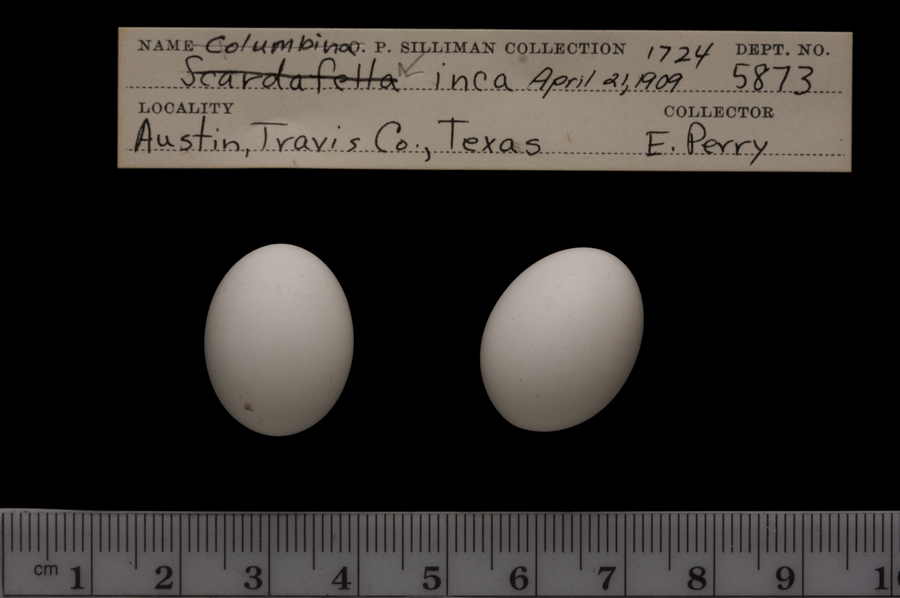 NAME Columbina O. P. SILLIMAN COLLECTION 1724 DEPT. NO.
Scardafella inca April 21, 1909 5873
LOCALITY COLLECTOR
Austin, Travis Co., Texas E. Perry
cm 1 2 3 4 5 6 7 8 9 1